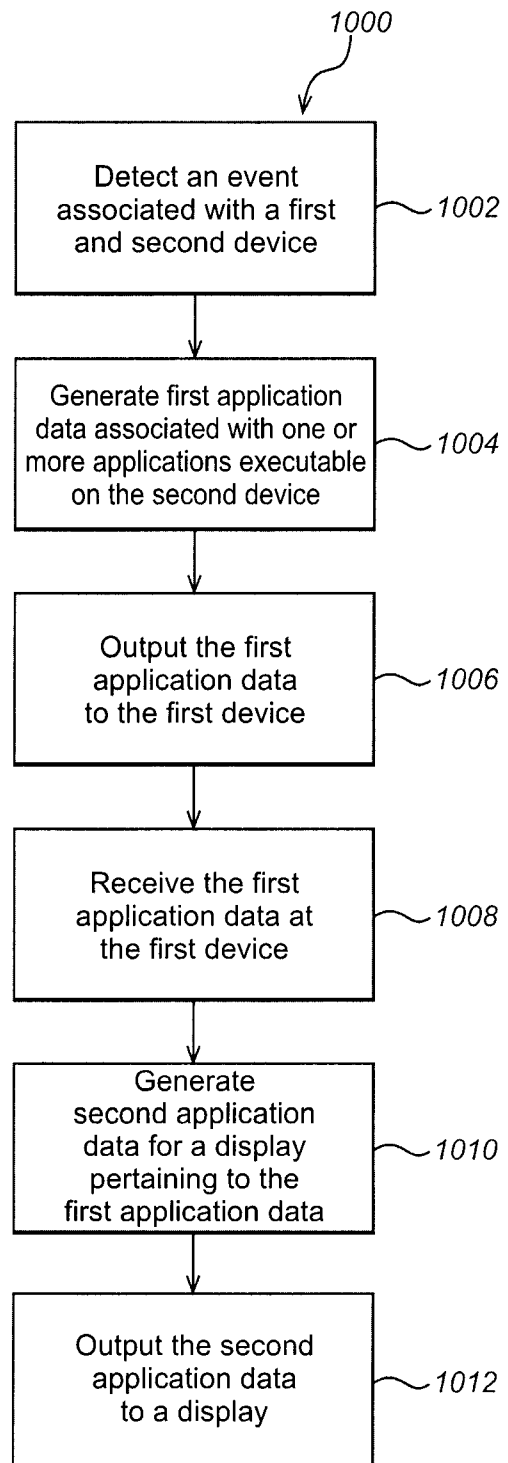 1000
Detect an event
associated with a first
and second device
1002
Generate first application
data associated with one or
more applications executable
on the second device
1004
Output the first
application data
to the first device
1006
Receive the first
application data at
the first device
1008
Generate
second application
data for a display
pertaining to the
first application data
1010
Output the second
application data
to a display
1012